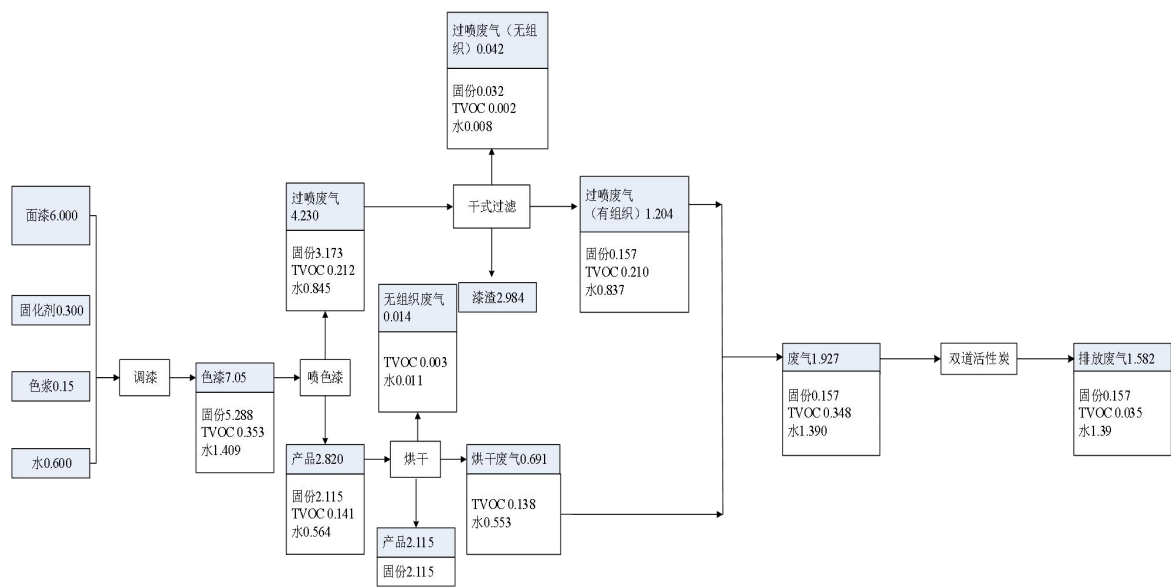 过喷废气（无组
织）0.042
固份0.032
TVOC 0.002
水0.008
面漆6.000
固化剂0.300
色浆0.15
水0.600
调漆
色漆7.05
固份5.288
TVOC 0.353
水1.409
喷色漆
过喷废气
4.230
固份3.173
TVOC 0.212
水0.845
干式过滤
漆渣2.984
过喷废气
（有组织）1.204
固份0.157
TVOC 0.210
水0.837
无组织废气
0.014
TVOC 0.003
水0.011
产品2.820
固份2.115
TVOC 0.141
水0.564
烘干
产品2.115
固份2.115
烘干废气0.691
TVOC 0.138
水0.553
废气1.927
固份0.157
TVOC 0.348
水1.390
双道活性炭
排放废气1.582
固份0.157
TVOC 0.035
水1.39